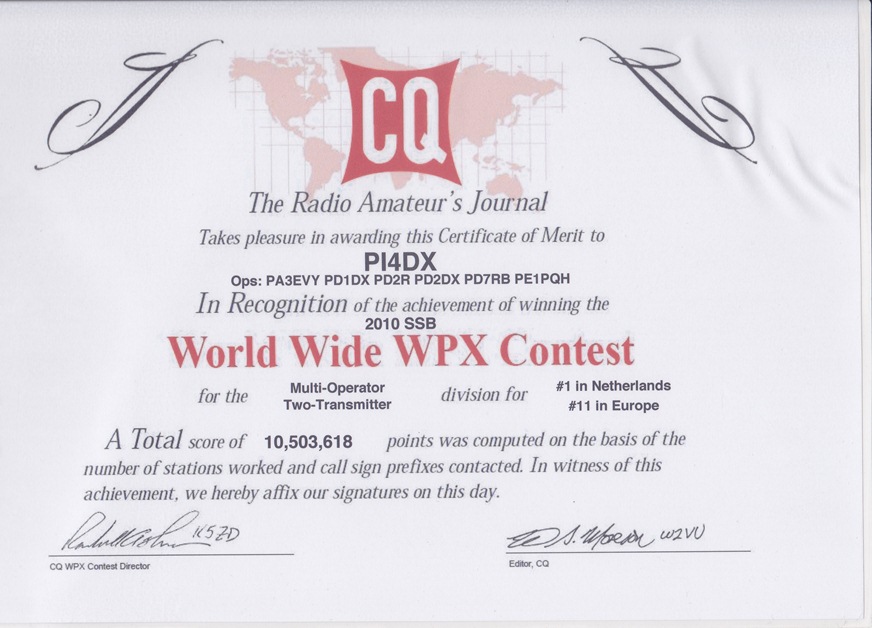 CQ
The Radio Amateur's Journal
Takes pleasure in awarding this Certificate of Merit to
PI4DX
Ops: PA3EVY PD1DX PD2R PD2DX PD7RB PE1PQH
In Recognition of the achievement of winning the
2010 SSB
World Wide WPX Contest
for the Multi-Operator Two-Transmitter division for #1 in Netherlands #11 in Europe
A Total score of 10,503,618 points was computed on the basis of the
number of stations worked and call sign prefixes contacted. In witness of this
achievement, we hereby affix our signatures on this day.
K5ZD
W2VU
CQ WPX Contest Director
Editor, CQ